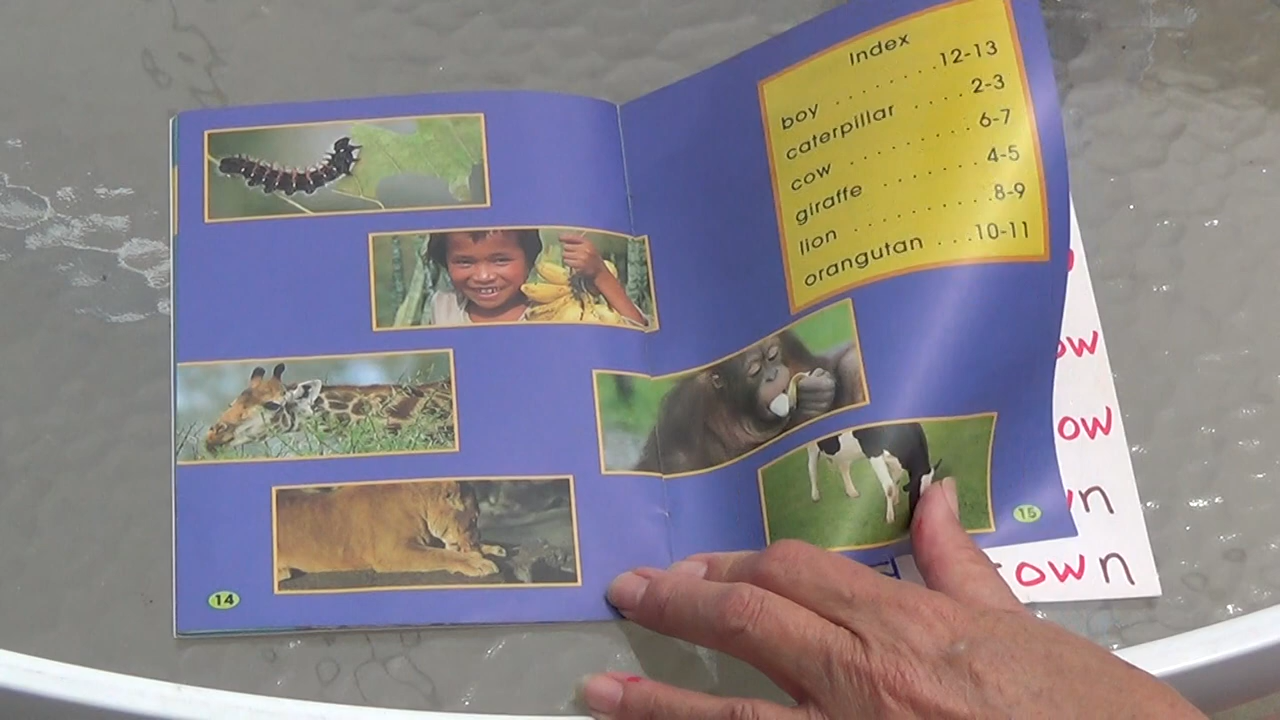 Index
boy ........ 12-13
caterpillar ..... 2-3
cow .......... 6-7
giraffe ....... 4-5
lion ......... 8-9
orangutan ... 10-11
ow
ow
n
own
14
15